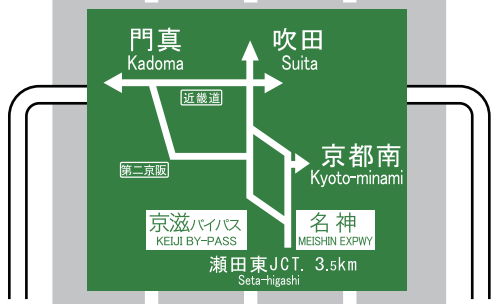 門真
Kadoma
吹田
Suita
近畿道
第二京阪
京都南
Kyoto-minami
京滋バイパス
KEIJI BY-PASS
名神
MEISHIN EXPWY
瀬田東JCT. 3.5km
Seta-higashi